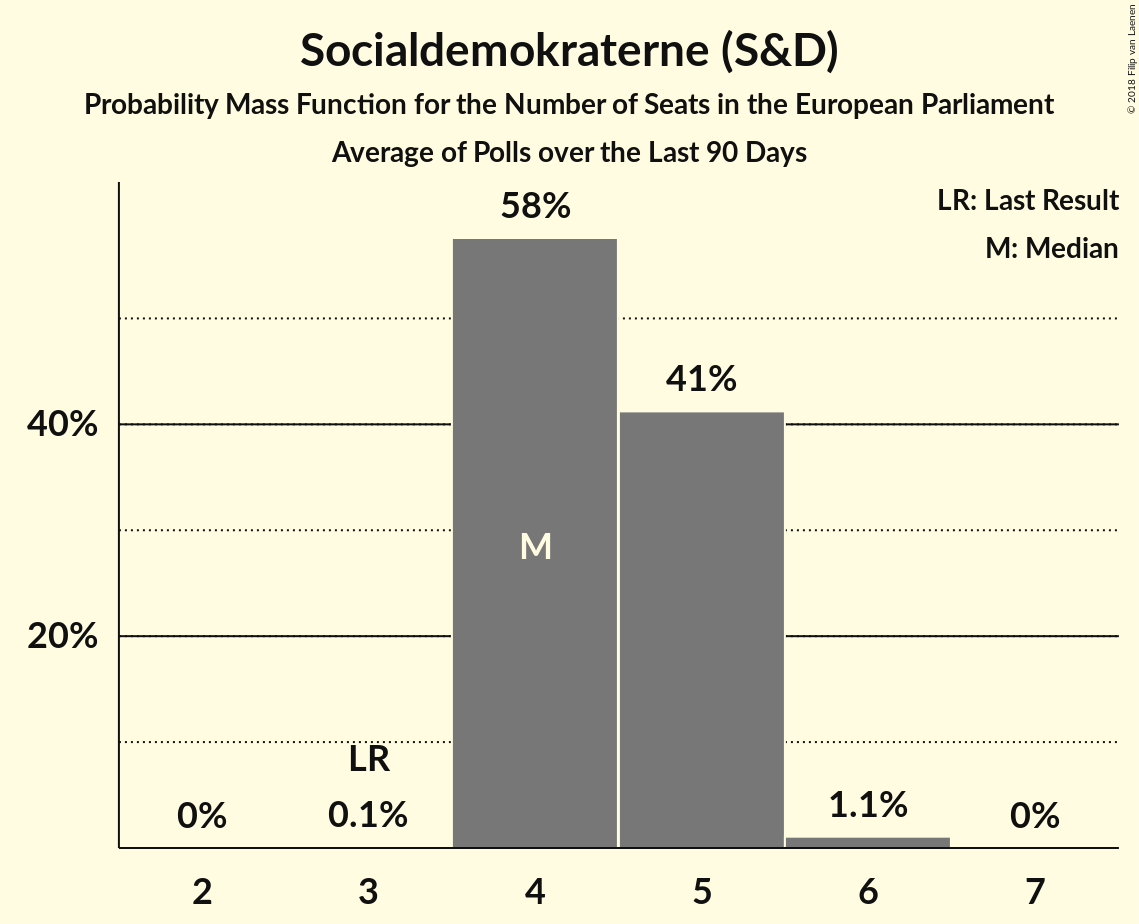 Socialdemokraterne (S&D)
Probability Mass Function for the Number of Seats in the European Parliament
Average of Polls over the Last 90 Days
© 2018 Filip van Laenen
LR: Last Result
M: Median
58%
41%
40%
M
20%
LR
0%
0.1%
1.1%
0%
2
3
4
5
6
7